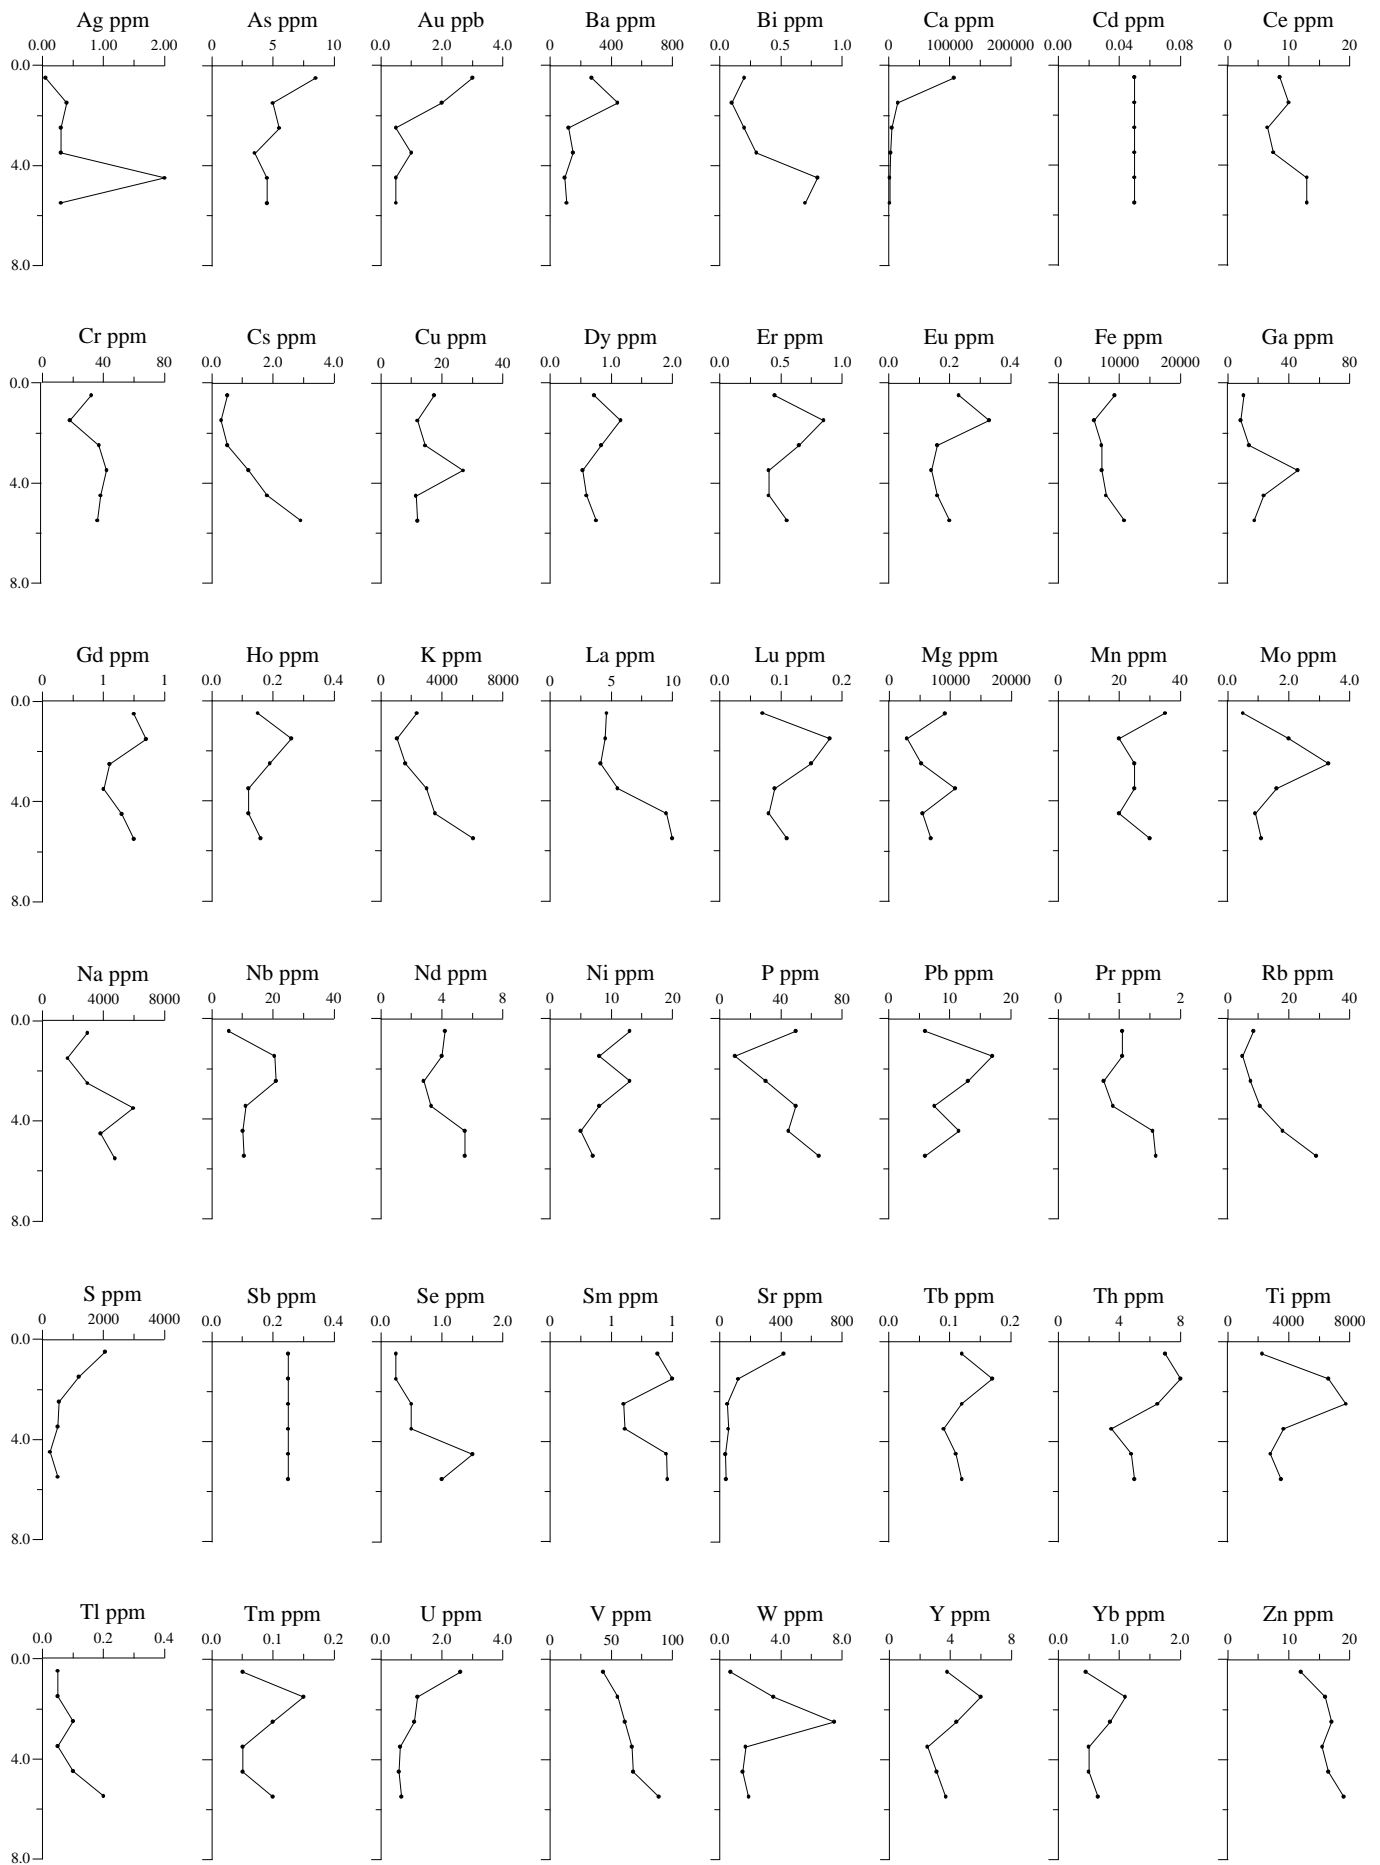 Ag ppm As ppm Au ppb Ba ppm Bi ppm Ca ppm Cd ppm Ce ppm
0.00 1.00 2.00 0 5 10 0.0 2.0 4.0 0 400 800 0.0 0.5 1.0 0 100000 200000 0.00 0.04 0.08 0 10 20
0.0
4.0
8.0
Cr ppm Cs ppm Cu ppm Dy ppm Er ppm Eu ppm Fe ppm Ga ppm
0 40 80 0.0 2.0 4.0 0 20 40 0.0 1.0 2.0 0.0 0.5 1.0 0.0 0.2 0.4 0 10000 20000 0 40 80
0.0
4.0
8.0
Gd ppm Ho ppm K ppm La ppm Lu ppm Mg ppm Mn ppm Mo ppm
0 1 1 0.0 0.2 0.4 0 4000 8000 0 5 10 0.0 0.1 0.2 0 10000 20000 0 20 40 0.0 2.0 4.0
0.0
4.0
8.0
Na ppm Nb ppm Nd ppm Ni ppm P ppm Pb ppm Pr ppm Rb ppm
0 4000 8000 0 20 40 0 4 8 0 10 20 0 40 80 0 10 20 0 1 2 0 20 40
0.0
4.0
8.0
S ppm Sb ppm Se ppm Sm ppm Sr ppm Tb ppm Th ppm Ti ppm
0 2000 4000 0.0 0.2 0.4 0.0 1.0 2.0 0 1 1 0 400 800 0.0 0.1 0.2 0 4 8 0 4000 8000
0.0
4.0
8.0
Tl ppm Tm ppm U ppm V ppm W ppm Y ppm Yb ppm Zn ppm
0.0 0.2 0.4 0.0 0.1 0.2 0.0 2.0 4.0 0 50 100 0.0 4.0 8.0 0 4 8 0.0 1.0 2.0 0 10 20
0.0
4.0
8.0